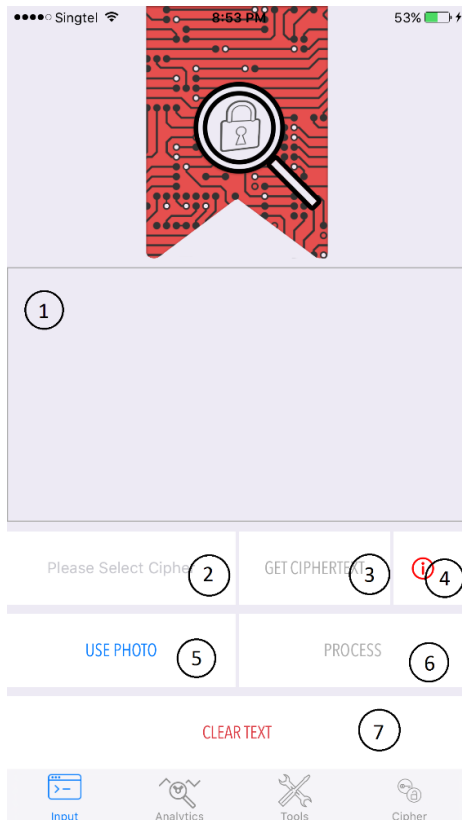 Singtel 8:53 PM 53%
1
Please Select Cipher 2 GET CIPHERTEXT 3 4
USE PHOTO 5 PROCESS 6
CLEAR TEXT 7
Input Analytics Tools Cipher